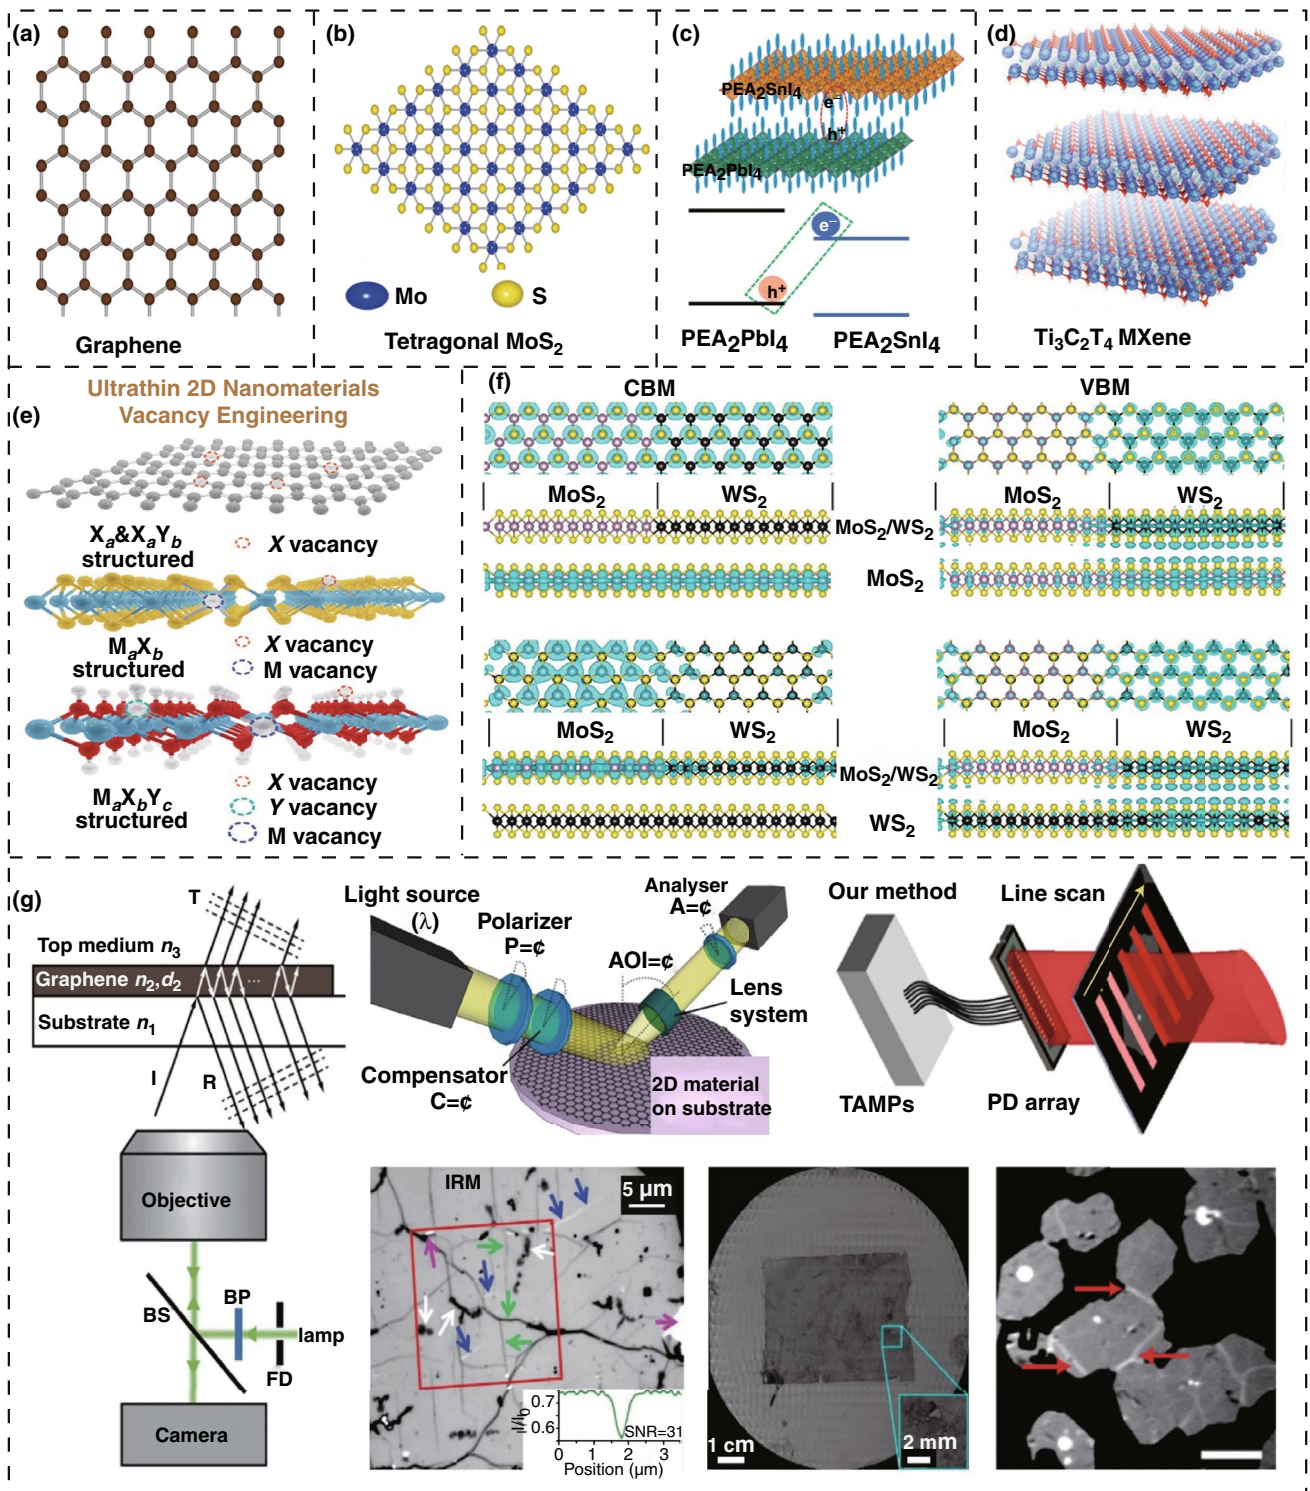 (a)
Graphene
(b)
Mo
S
Tetragonal MoS₂
(c)
PEA₂SnI₄
e⁻
h⁺
PEA₂PbI₄
e⁻
h⁺
PEA₂PbI₄
PEA₂SnI₄
(d)
Ti₃C₂T₄ MXene
(e)
Ultrathin 2D Nanomaterials
Vacancy Engineering
Xₐ&XₐY_b
structured
X vacancy
MₐX_b
structured
X vacancy
M vacancy
MₐX_bY_c
structured
X vacancy
Y vacancy
M vacancy
(f)
CBM
VBM
MoS₂
WS₂
MoS₂/WS₂
MoS₂
WS₂
MoS₂
MoS₂
WS₂
MoS₂/WS₂
MoS₂
WS₂
WS₂
(g)
T
Top medium n₃
Graphene n₂,d₂
...
Substrate n₁
I
R
Objective
BS
BP
lamp
FD
Camera
Light source
(λ)
Polarizer
P=¢
Analyser
A=¢
AOI=¢
Lens
system
Compensator
C=¢
2D material
on substrate
Our method
Line scan
TAMPs
PD array
IRM
5 µm
I/I₀
0.7
0.6
SNR=31
0 1 2 3
Position (µm)
1 cm
2 mm